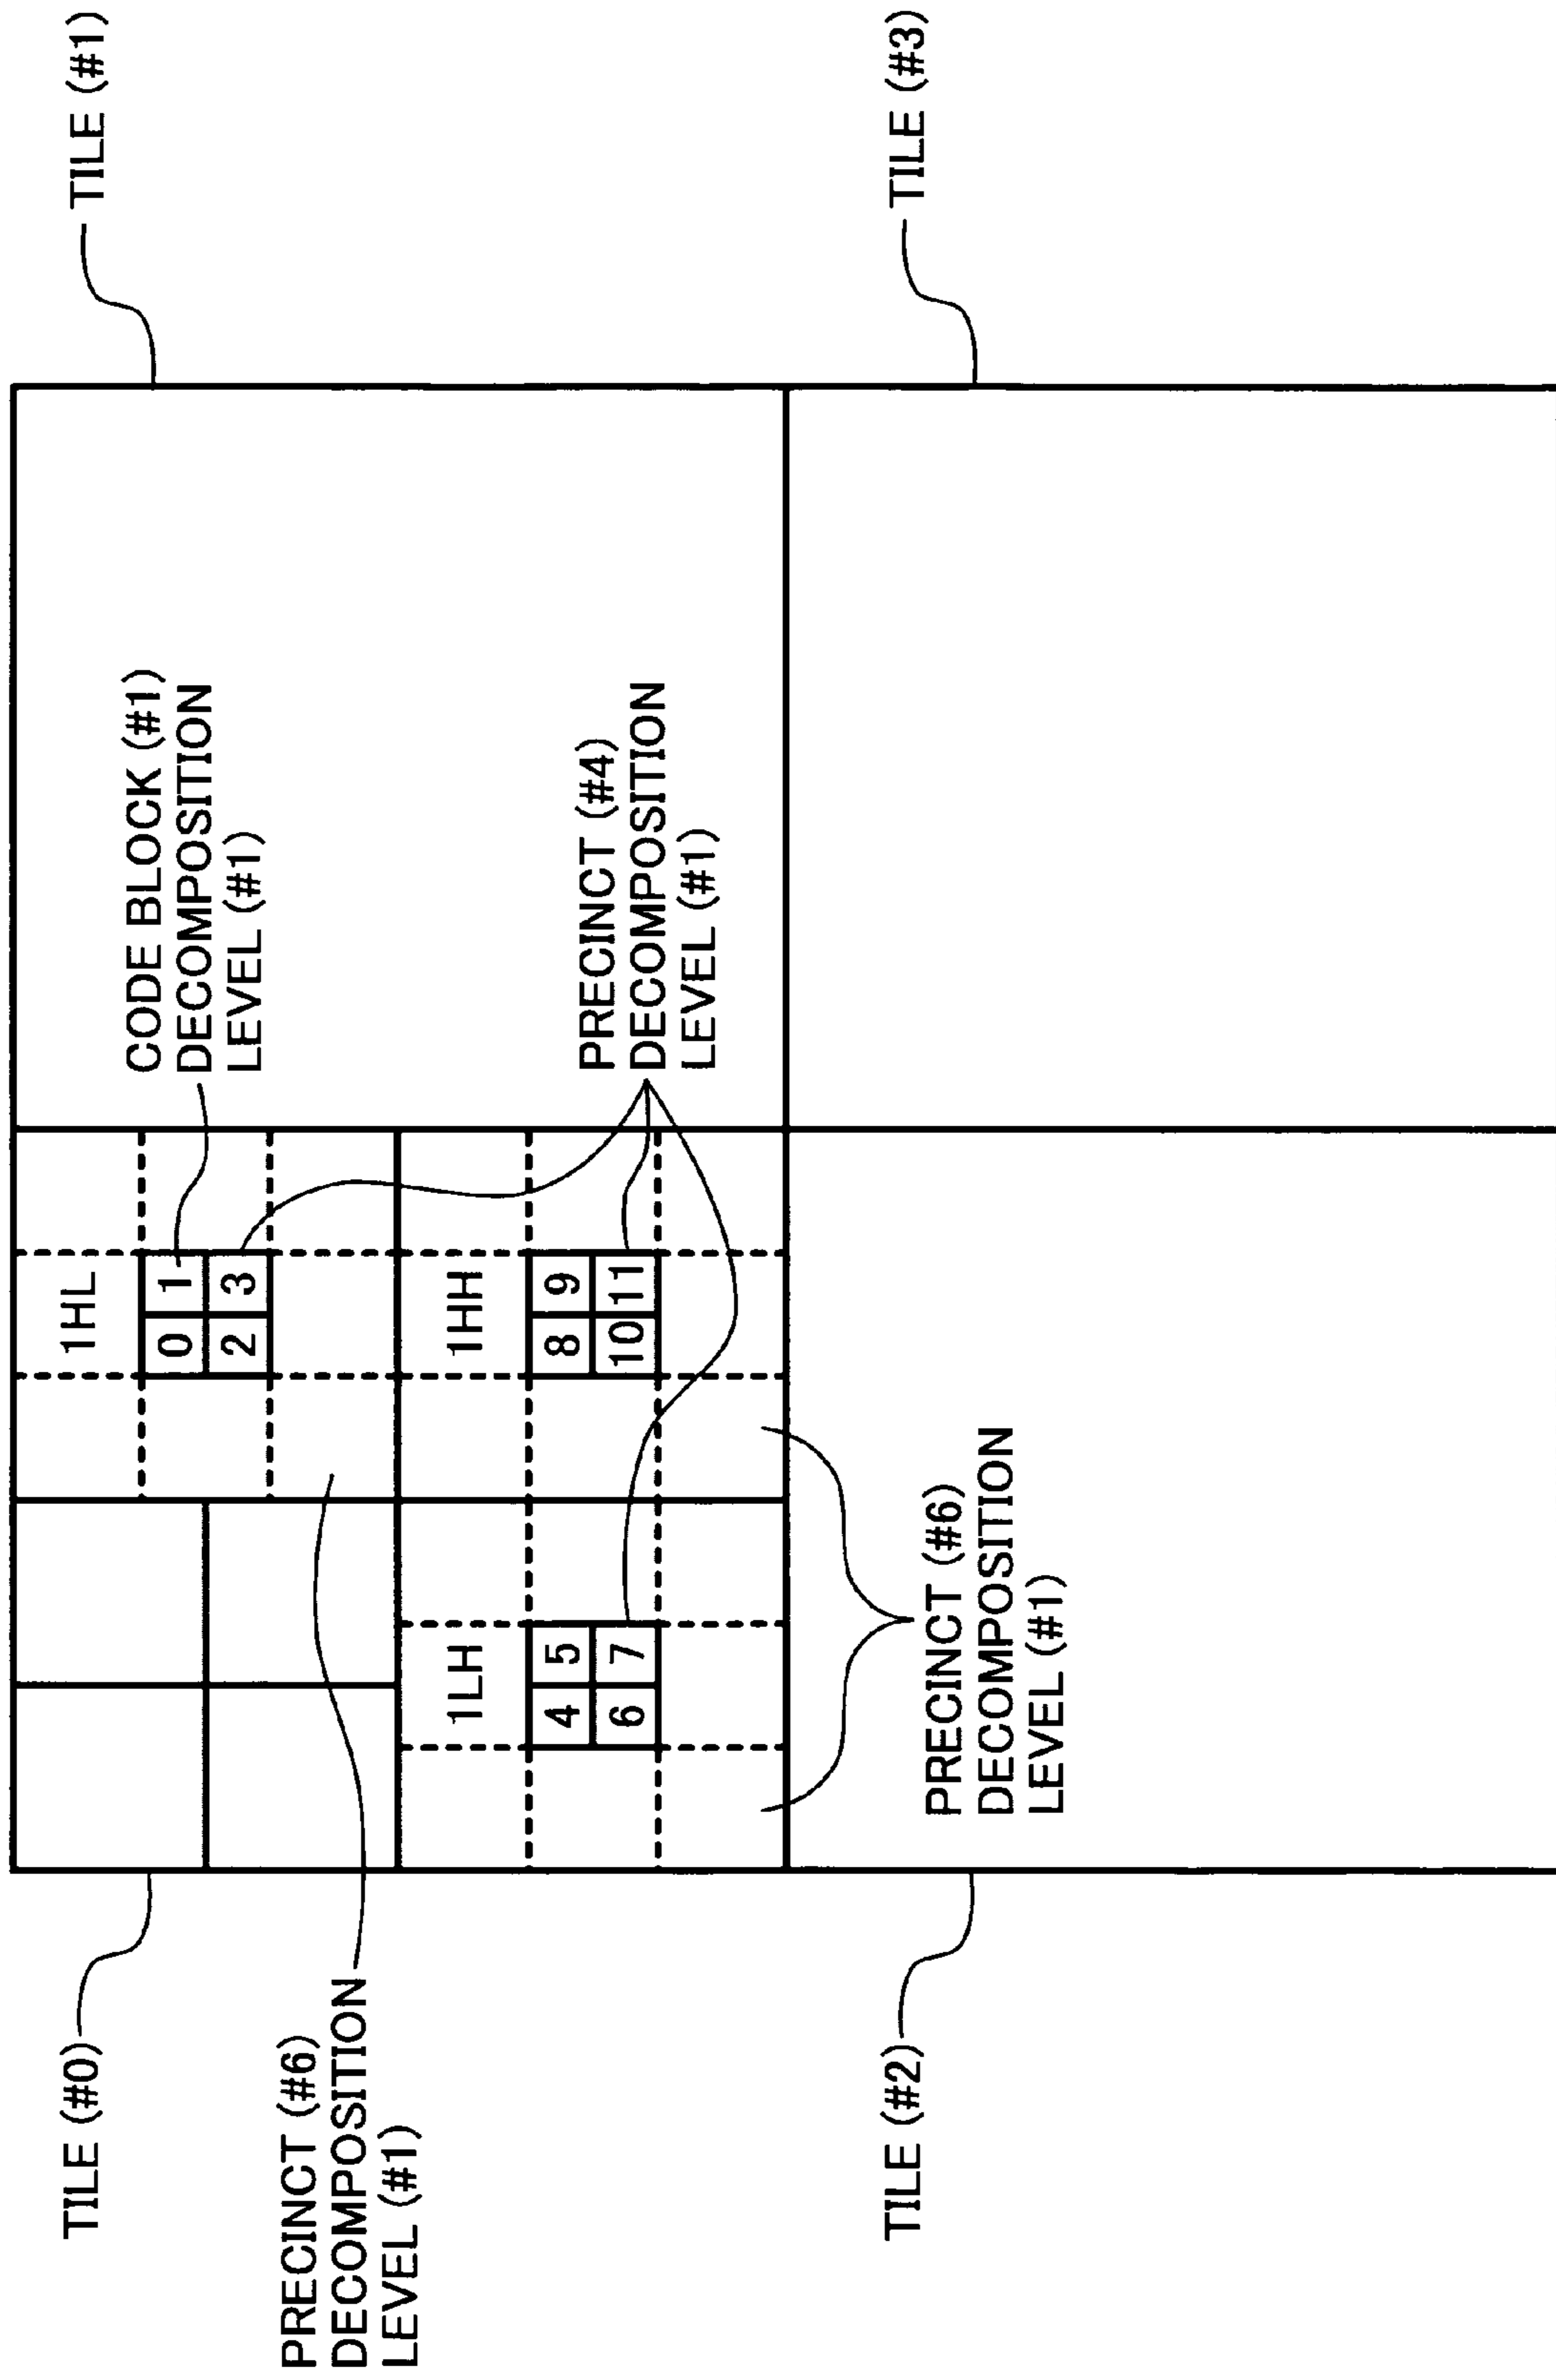 TILE (#0)
TILE (#1)
PRECINCT (#6)
DECOMPOSITION
LEVEL (#1)
1HL
0 1
2 3
CODE BLOCK (#1)
DECOMPOSITION
LEVEL (#1)
1LH
4 5
6 7
1HH
8 9
10 11
PRECINCT (#4)
DECOMPOSITION
LEVEL (#1)
TILE (#2)
TILE (#3)
PRECINCT (#6)
DECOMPOSITION
LEVEL (#1)